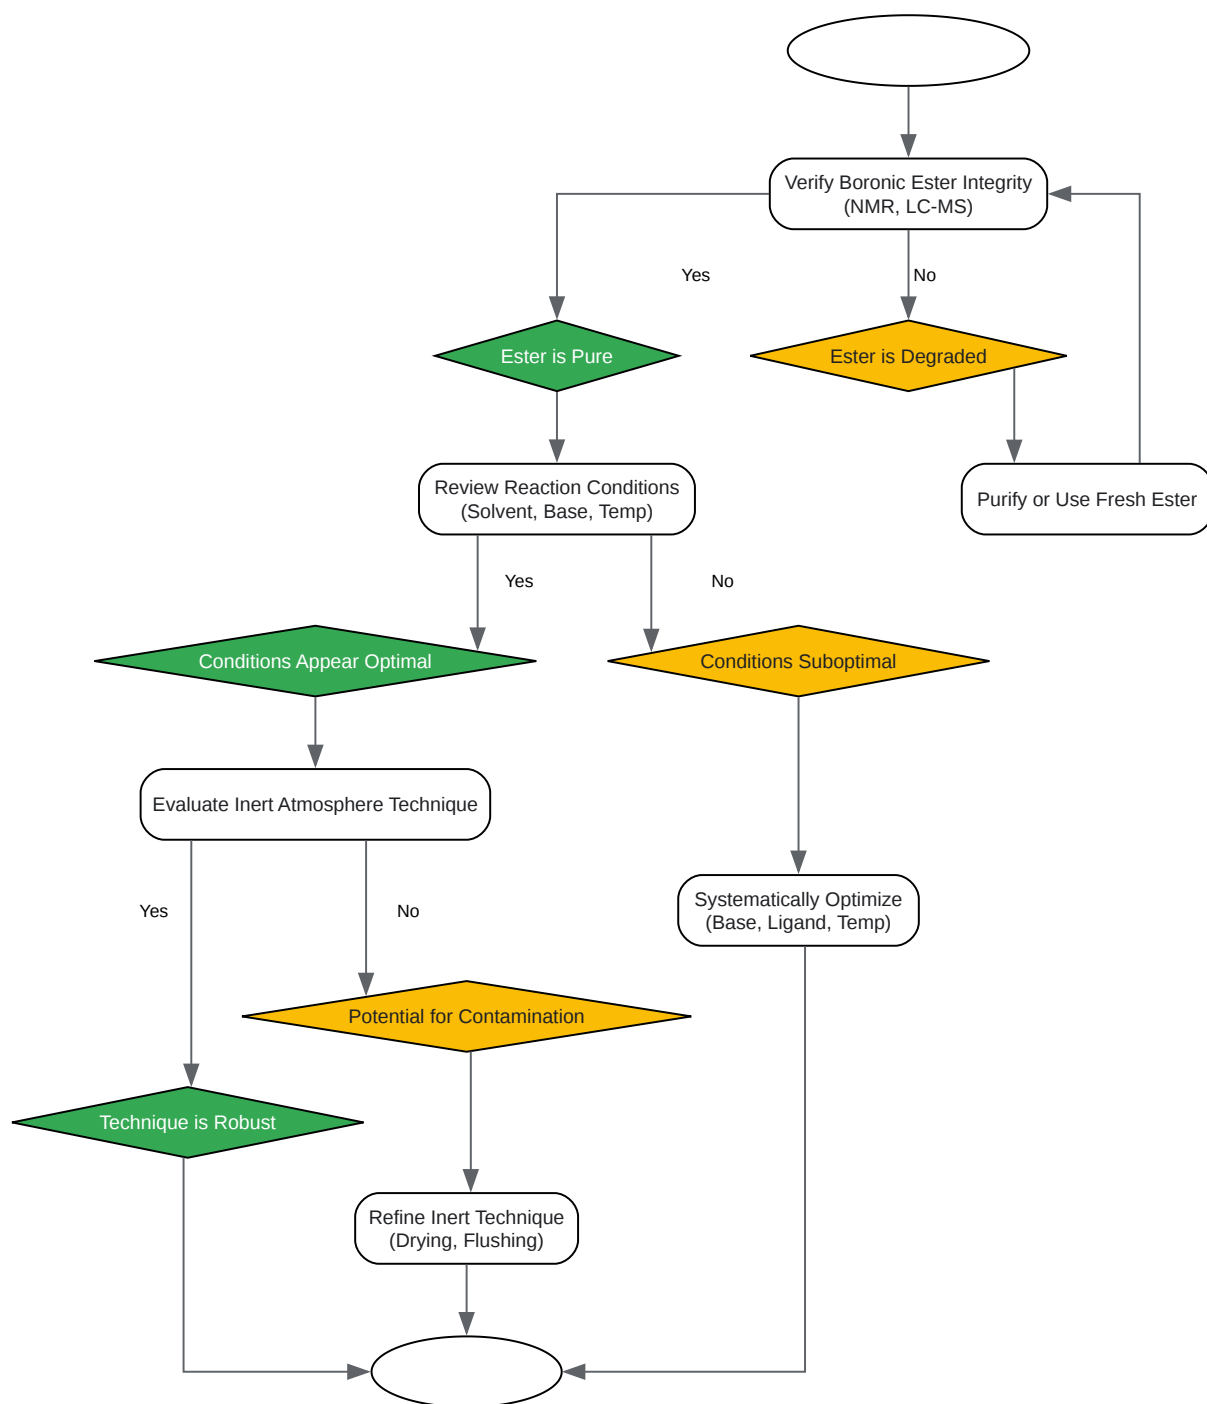 Verify Boronic Ester Integrity
(NMR, LC-MS)
Yes
No
Ester is Pure
Ester is Degraded
Review Reaction Conditions
(Solvent, Base, Temp)
Purify or Use Fresh Ester
Yes
No
Conditions Appear Optimal
Conditions Suboptimal
Evaluate Inert Atmosphere Technique
Systematically Optimize
(Base, Ligand, Temp)
Yes
No
Potential for Contamination
Technique is Robust
Refine Inert Technique
(Drying, Flushing)